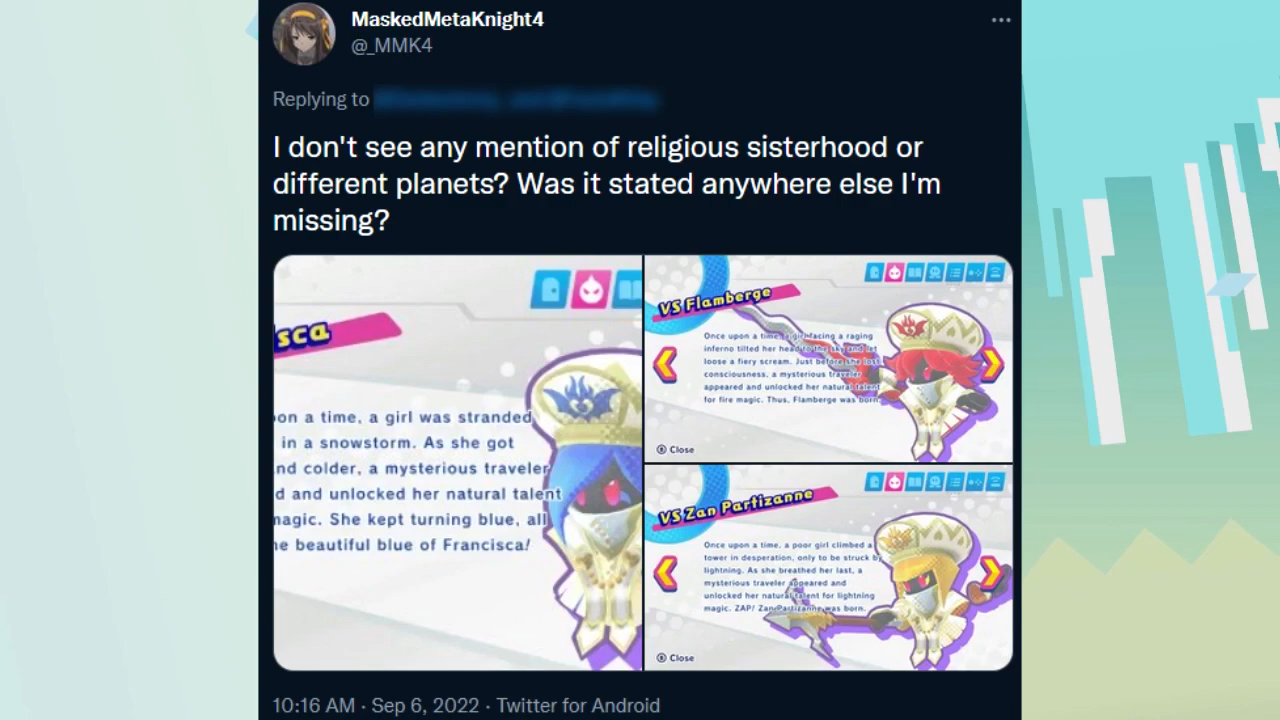 MaskedMetaKnight4
@_MMK4
Replying to
I don't see any mention of religious sisterhood or
different planets? Was it stated anywhere else I'm
missing?
sca
on a time, a girl was stranded
in a snowstorm. As she got
nd colder, a mysterious traveler
d and unlocked her natural talent
magic. She kept turning blue, all
he beautiful blue of Francisca!
VS Flamberge
Once upon a time, a girl facing a raging
inferno tilted her head to the sky and let
loose a fiery scream. Just before she lost
consciousness, a mysterious traveler
appeared and unlocked her natural talent
for fire magic. Thus, Flamberge was born.
Close
VS Zan Partizanne
Once upon a time, a poor girl climbed a
tower in desperation, only to be struck by
lightning. As she breathed her last, a
mysterious traveler appeared and
unlocked her natural talent for lightning
magic. ZAP! Zan Partizanne was born.
Close
10:16 AM · Sep 6, 2022 · Twitter for Android